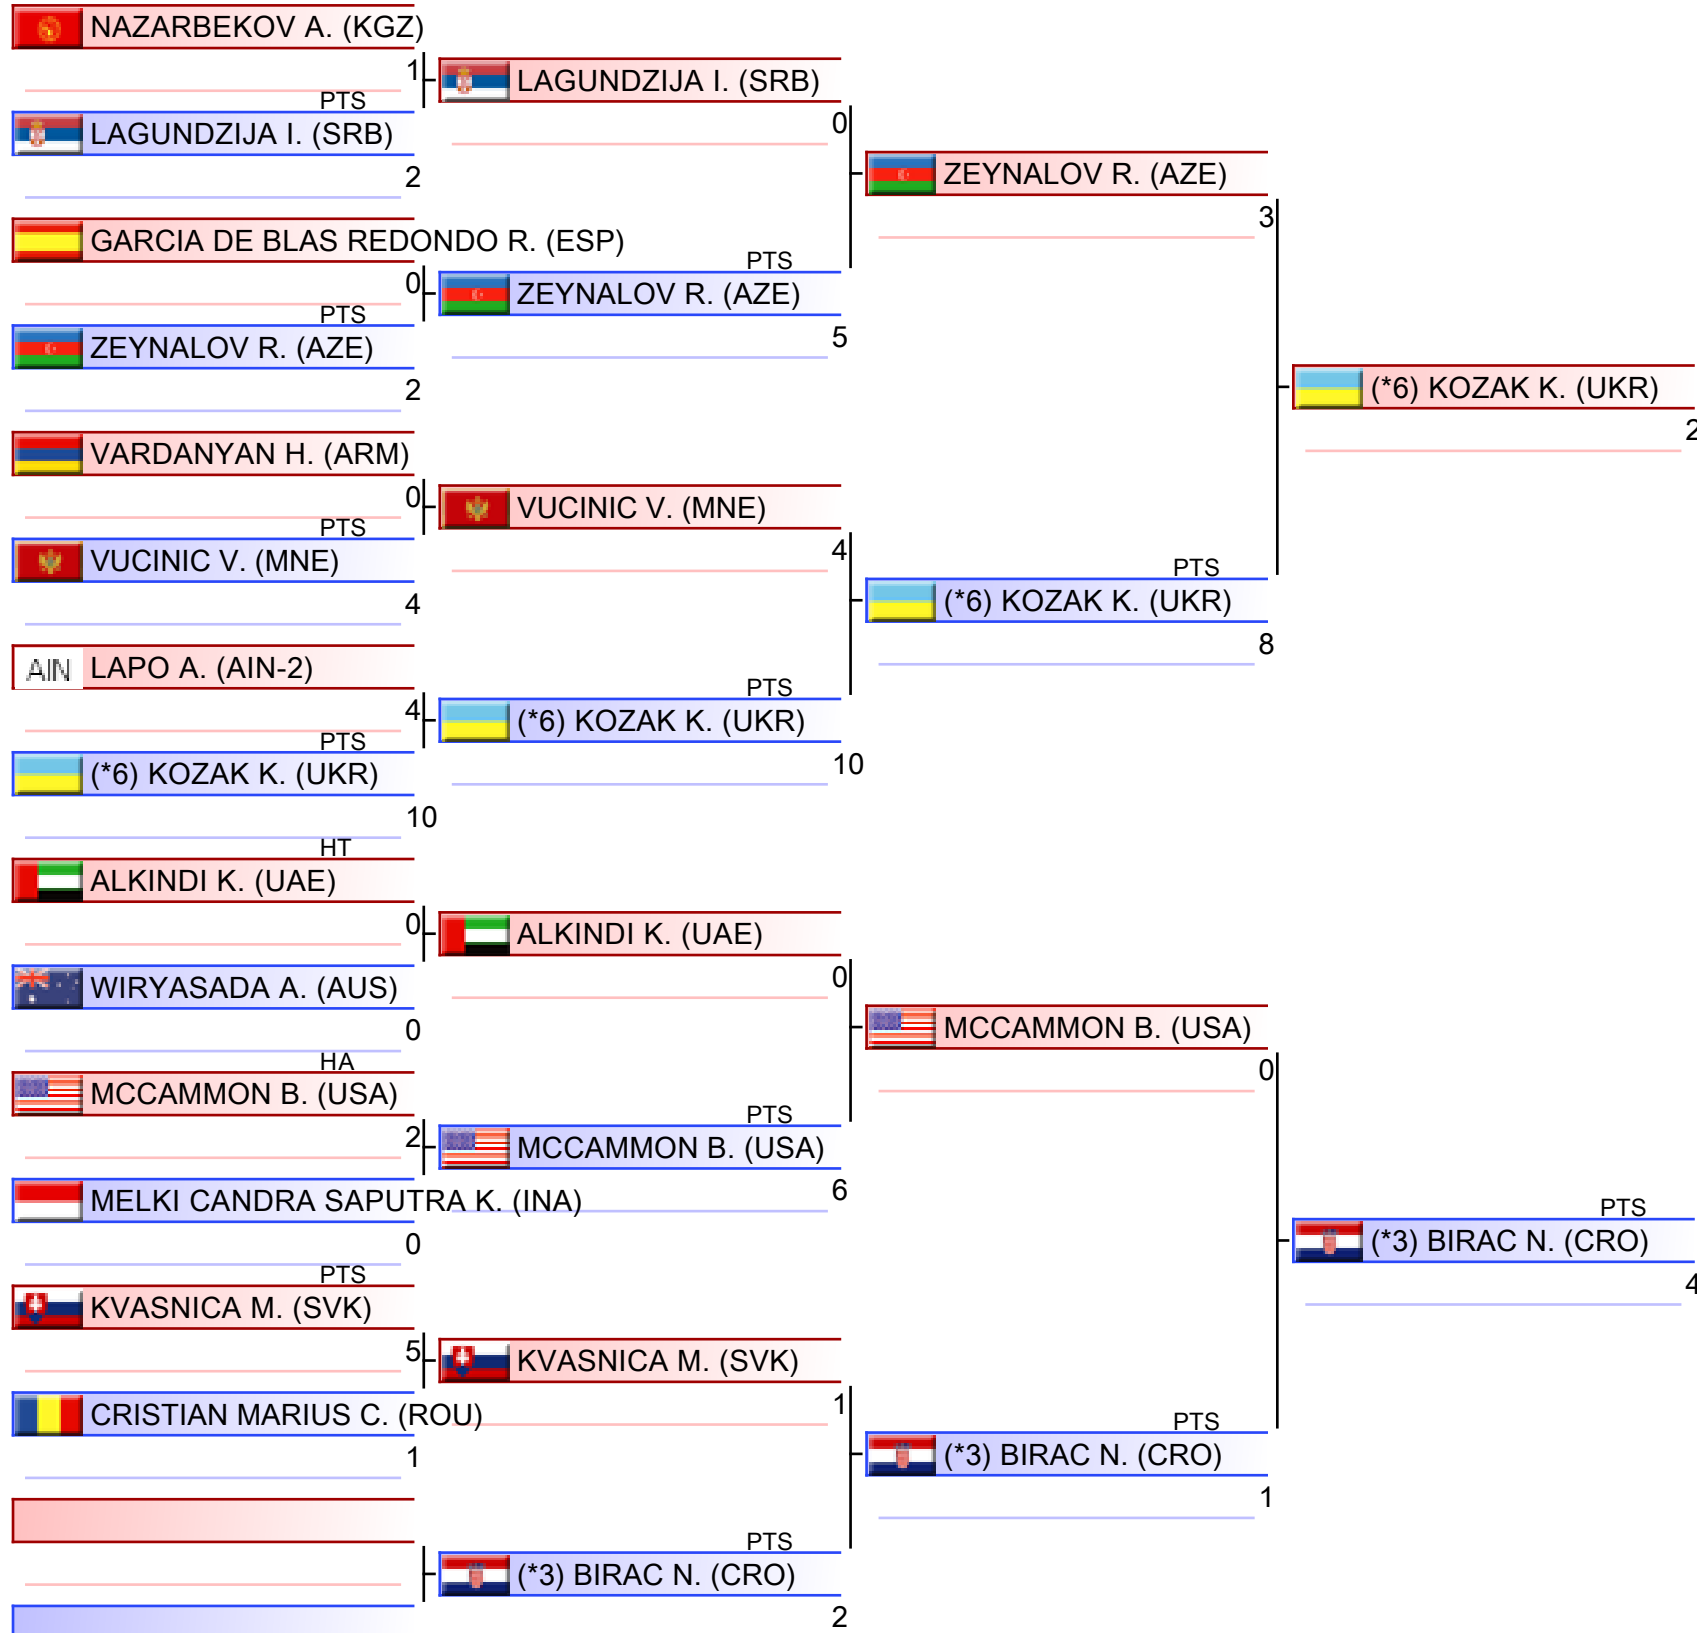 NAZARBEKOV A. (KGZ)
1
PTS
LAGUNDZIJA I. (SRB)
2
GARCIA DE BLAS REDONDO R. (ESP)
0
PTS
ZEYNALOV R. (AZE)
2
VARDANYAN H. (ARM)
0
PTS
VUCINIC V. (MNE)
4
AIN LAPO A. (AIN-2)
4
PTS
(*6) KOZAK K. (UKR)
10
HT
ALKINDI K. (UAE)
0
WIRYASADA A. (AUS)
0
HA
MCCAMMON B. (USA)
2
MELKI CANDRA SAPUTRA K. (INA)
0
PTS
KVASNICA M. (SVK)
5
CRISTIAN MARIUS C. (ROU)
1
LAGUNDZIJA I. (SRB)
0
PTS
ZEYNALOV R. (AZE)
5
VUCINIC V. (MNE)
4
PTS
(*6) KOZAK K. (UKR)
10
ALKINDI K. (UAE)
0
PTS
MCCAMMON B. (USA)
6
KVASNICA M. (SVK)
1
PTS
(*3) BIRAC N. (CRO)
2
ZEYNALOV R. (AZE)
3
PTS
(*6) KOZAK K. (UKR)
8
MCCAMMON B. (USA)
0
PTS
(*3) BIRAC N. (CRO)
1
(*6) KOZAK K. (UKR)
2
PTS
(*3) BIRAC N. (CRO)
4